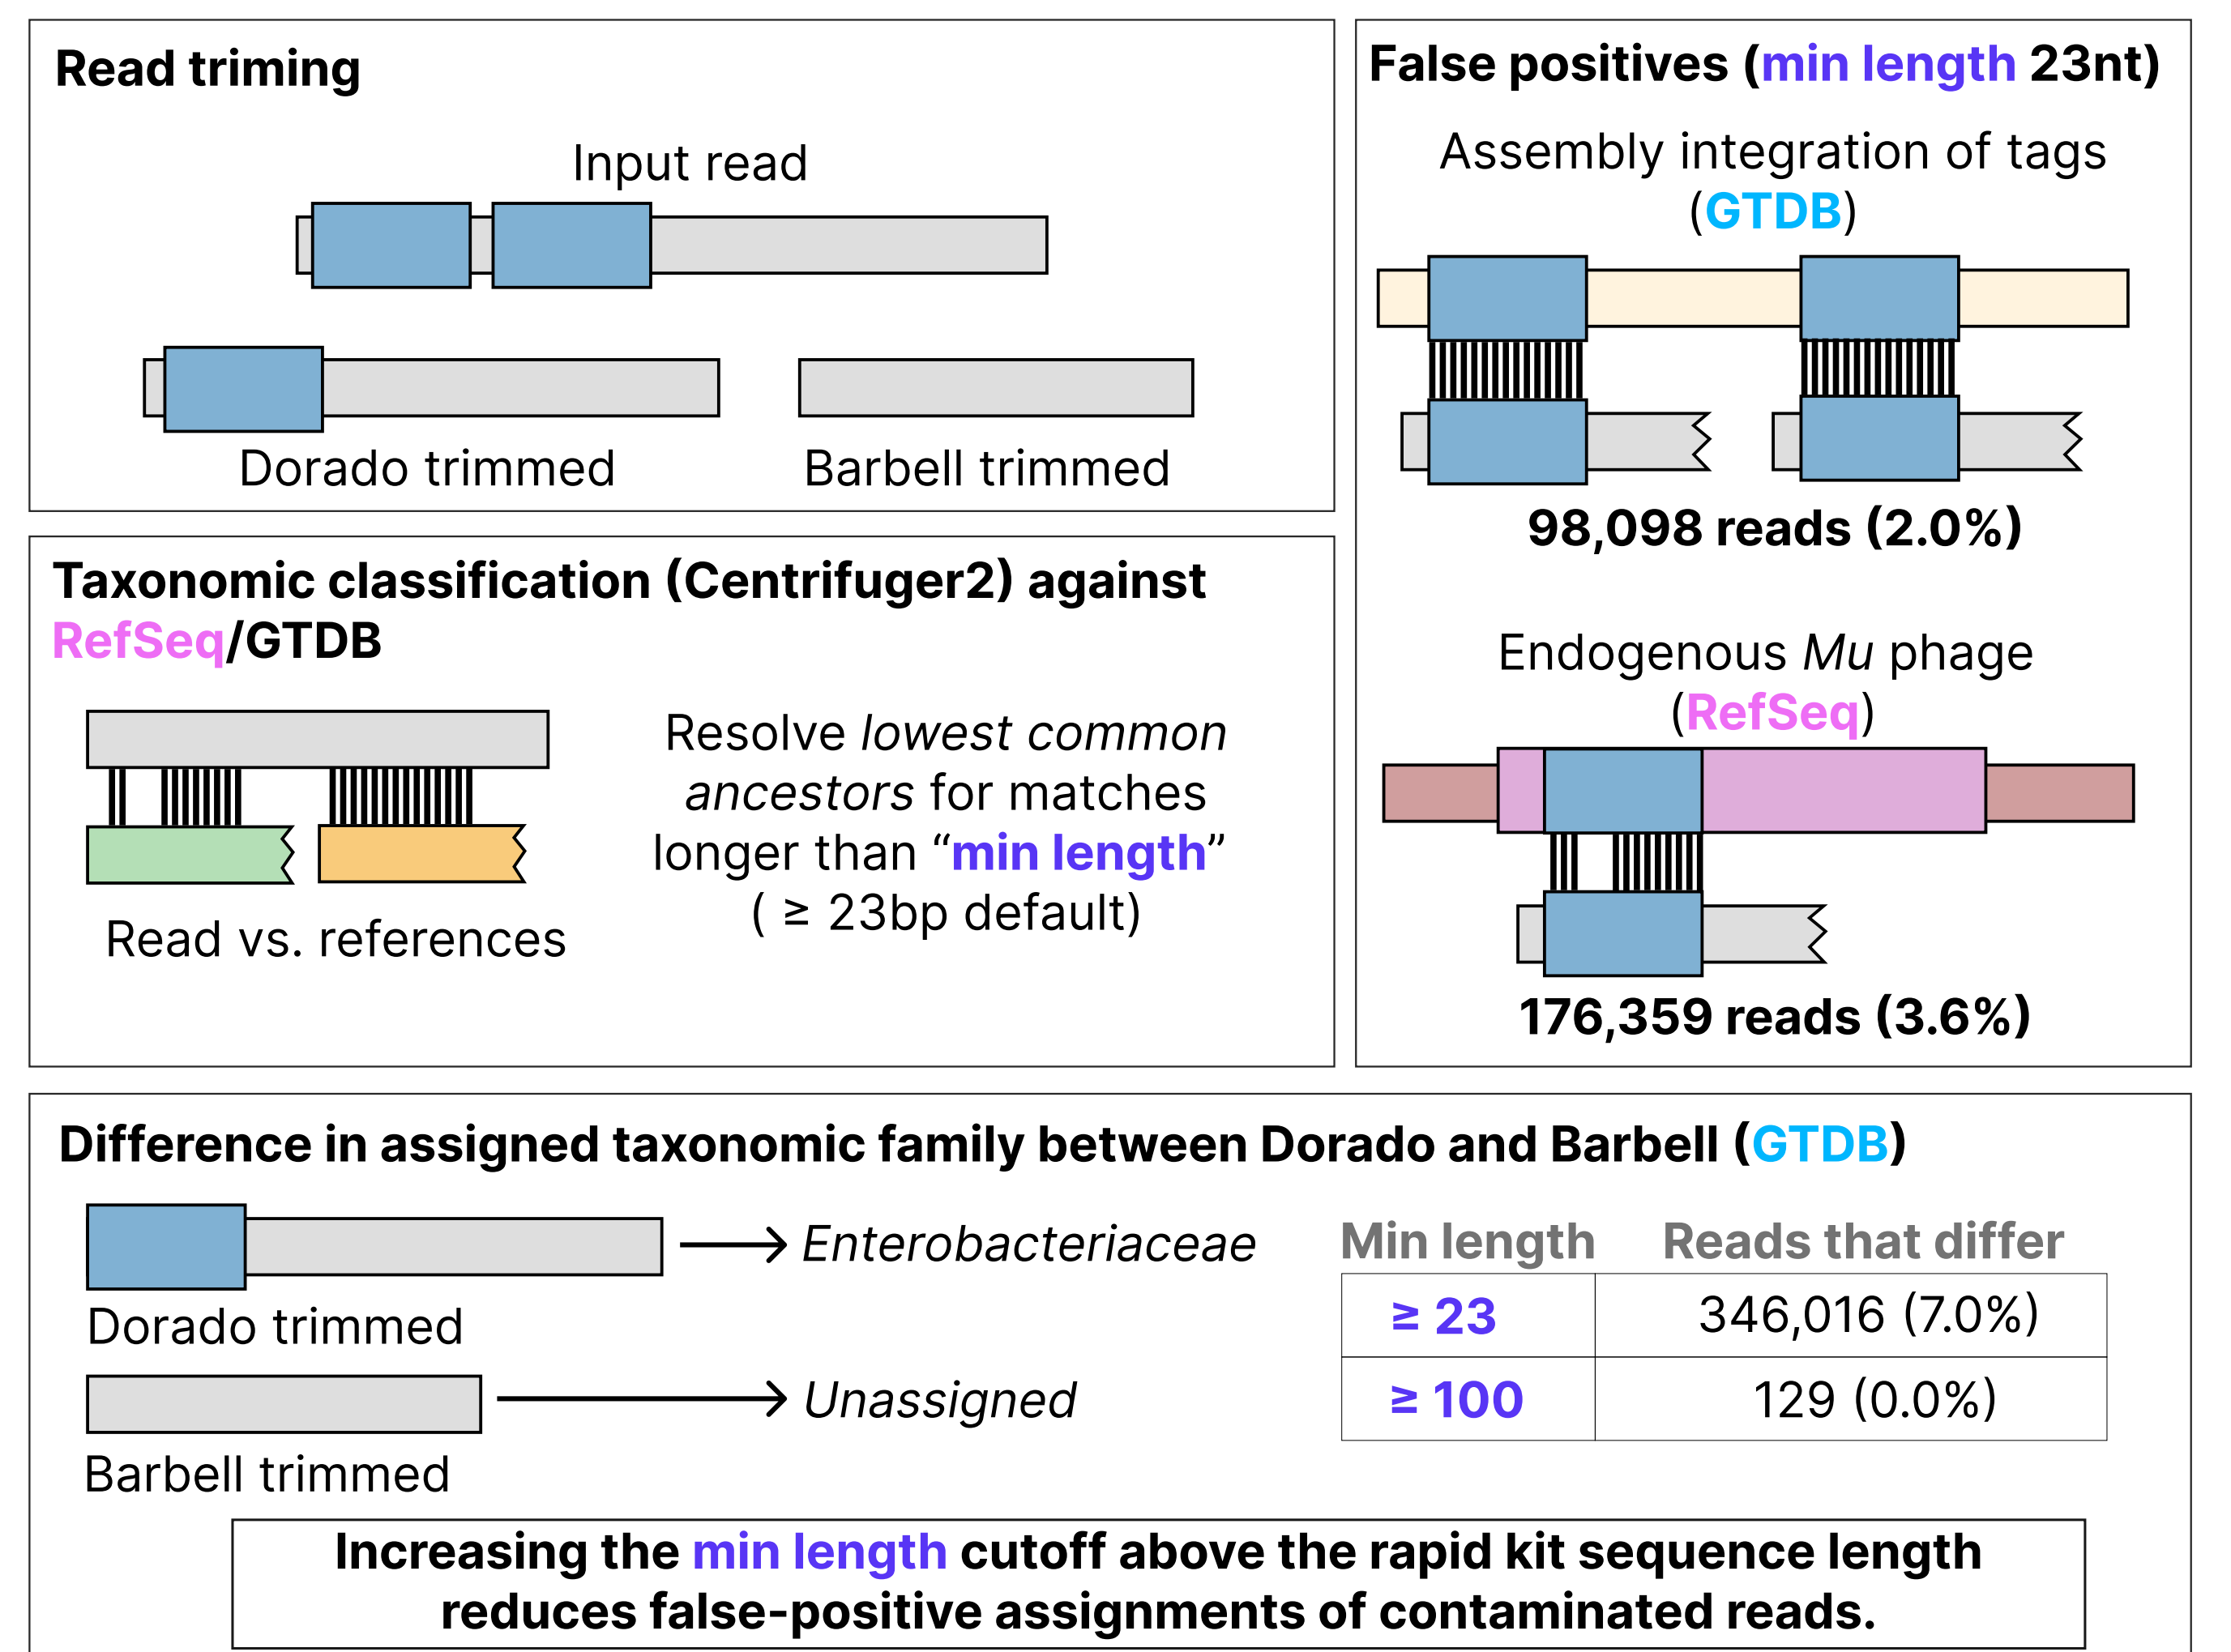 Read triming
Input read
Dorado trimmed
Barbell trimmed
Taxonomic classification (Centrifuger2) against
RefSeq/GTDB
Read vs. references
Resolve lowest common
ancestors for matches
longer than “min length”
( ≥ 23bp default)
False positives (min length 23nt)
Assembly integration of tags
(GTDB)
98,098 reads (2.0%)
Endogenous Mu phage
(RefSeq)
176,359 reads (3.6%)
Difference in assigned taxonomic family between Dorado and Barbell (GTDB)
Enterobacteriaceae
Dorado trimmed
Unassigned
Barbell trimmed
Min length Reads that differ
≥ 23 346,016 (7.0%)
≥ 100 129 (0.0%)
Increasing the min length cutoff above the rapid kit sequence length
reduces false-positive assignments of contaminated reads.